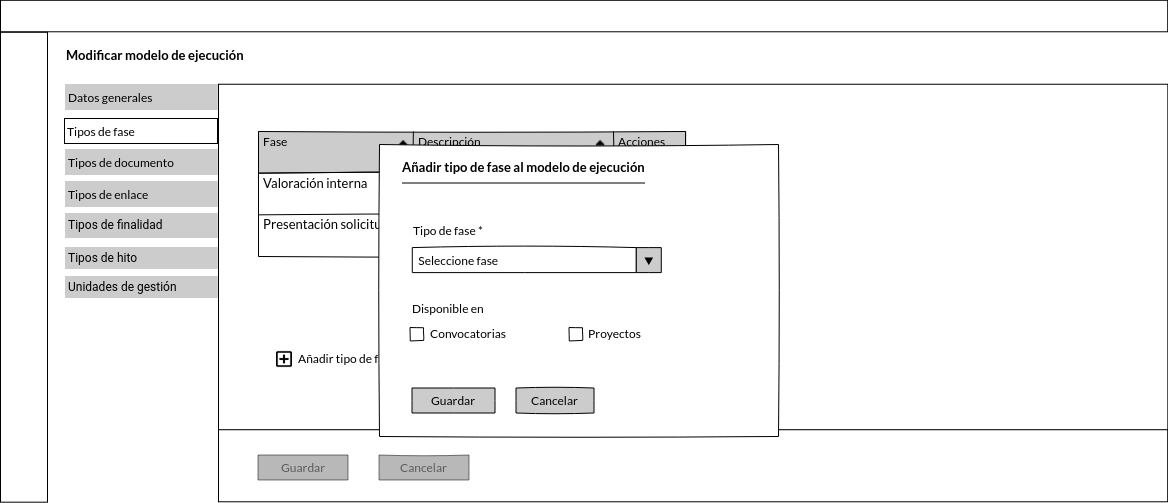 Modificar modelo de ejecución
Datos generales
Tipos de fase
Tipos de documento
Tipos de enlace
Tipos de finalidad
Tipos de hito
Unidades de gestión
Fase Descripción Acciones
Valoración interna
Presentación solicitu
Añadir tipo de f
Añadir tipo de fase al modelo de ejecución
Tipo de fase *
Seleccione fase
Disponible en
Convocatorias Proyectos
Guardar Cancelar
Guardar Cancelar